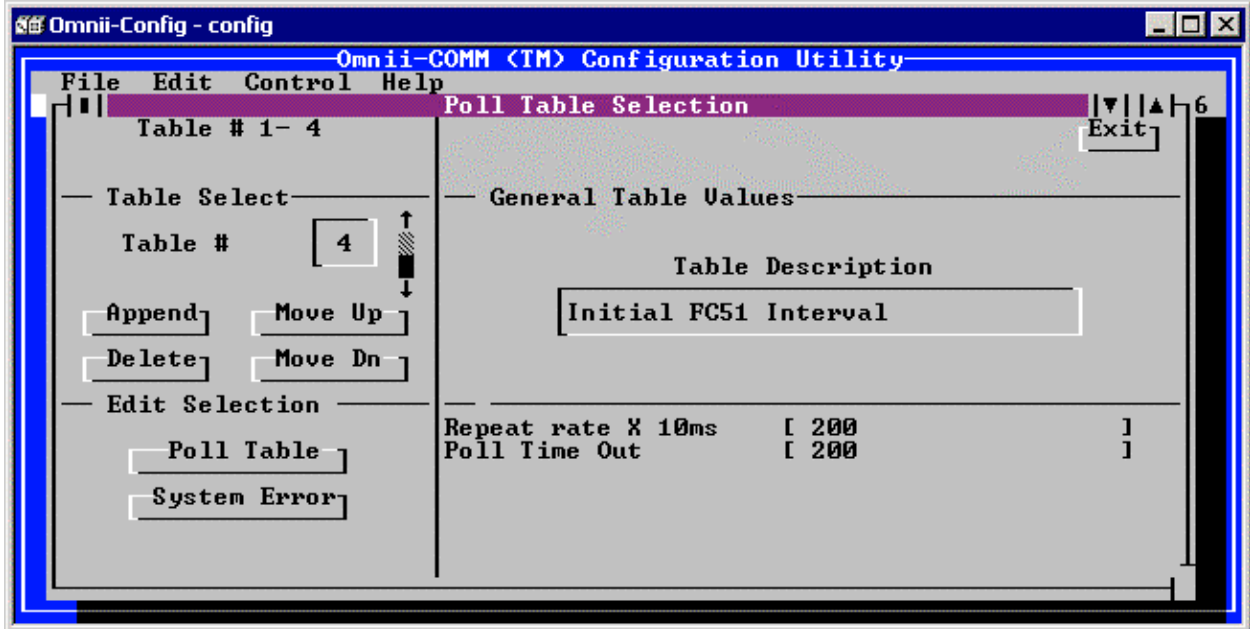 Omnii-Config - config
Omnii-COMM (TM) Configuration Utility
File Edit Control Help
Poll Table Selection
6
Table # 1- 4
Exit
Table Select
General Table Values
Table # 4
Table Description
Append Move Up
Initial FC51 Interval
Delete Move Dn
Edit Selection
Repeat rate X 10ms [ 200 ]
Poll Table
Poll Time Out [ 200 ]
System Error